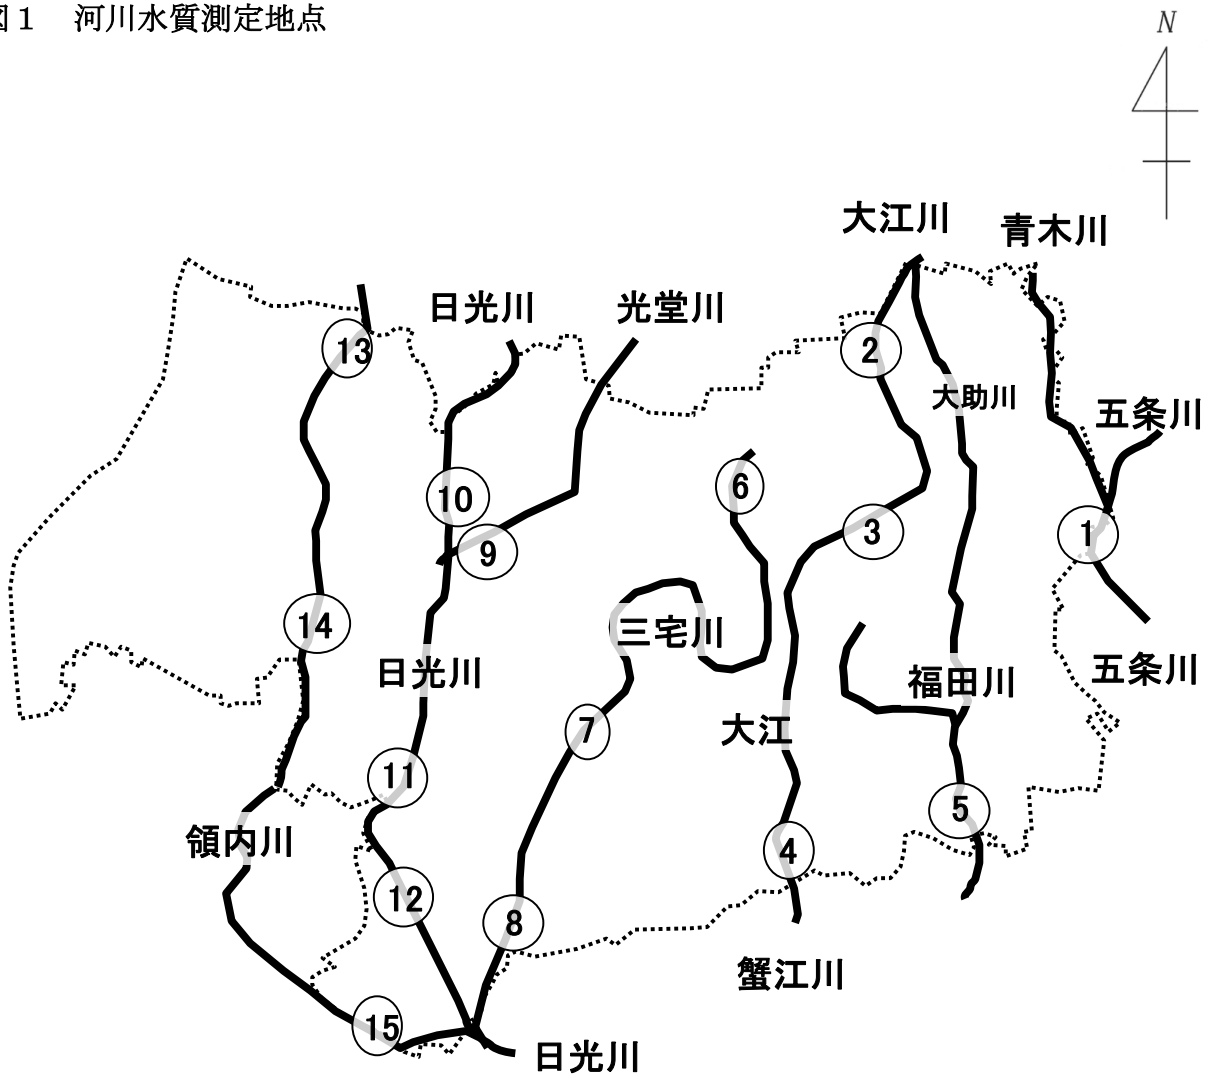 図1 河川水質測定地点
N
大江川
青木川
日光川
光堂川
13
2
大助川
五条川
6
10
3
1
9
14
三宅川
日光川
福田川
五条川
7
大江
11
5
領内川
4
12
8
蟹江川
15
日光川